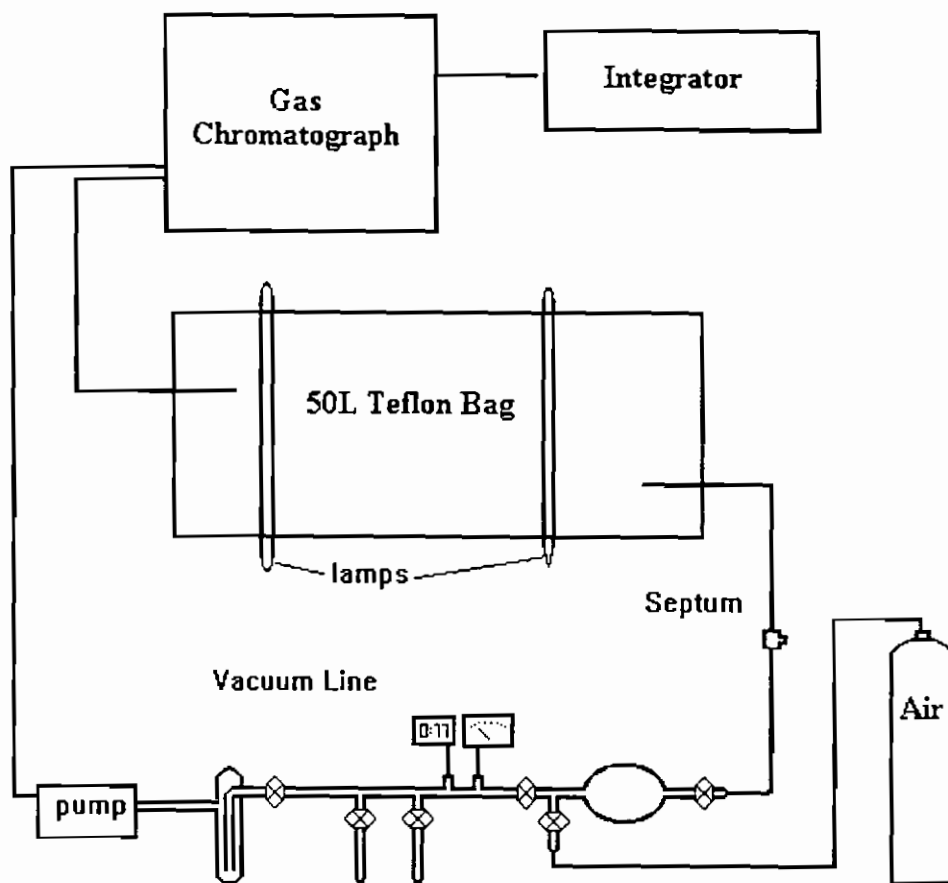 Gas
Chromatograph
Integrator
50L Teflon Bag
lamps
Septum
Vacuum Line
Air
pump